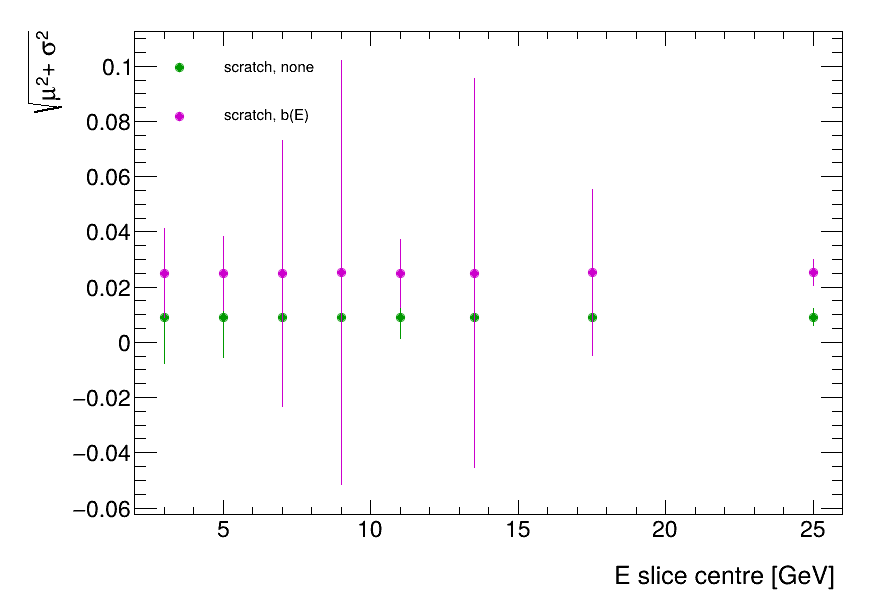 √μ²+ σ²
0.1
0.08
0.06
0.04
0.02
0
−0.02
−0.04
−0.06
scratch, none
scratch, b(E)
5 10 15 20 25
E slice centre [GeV]